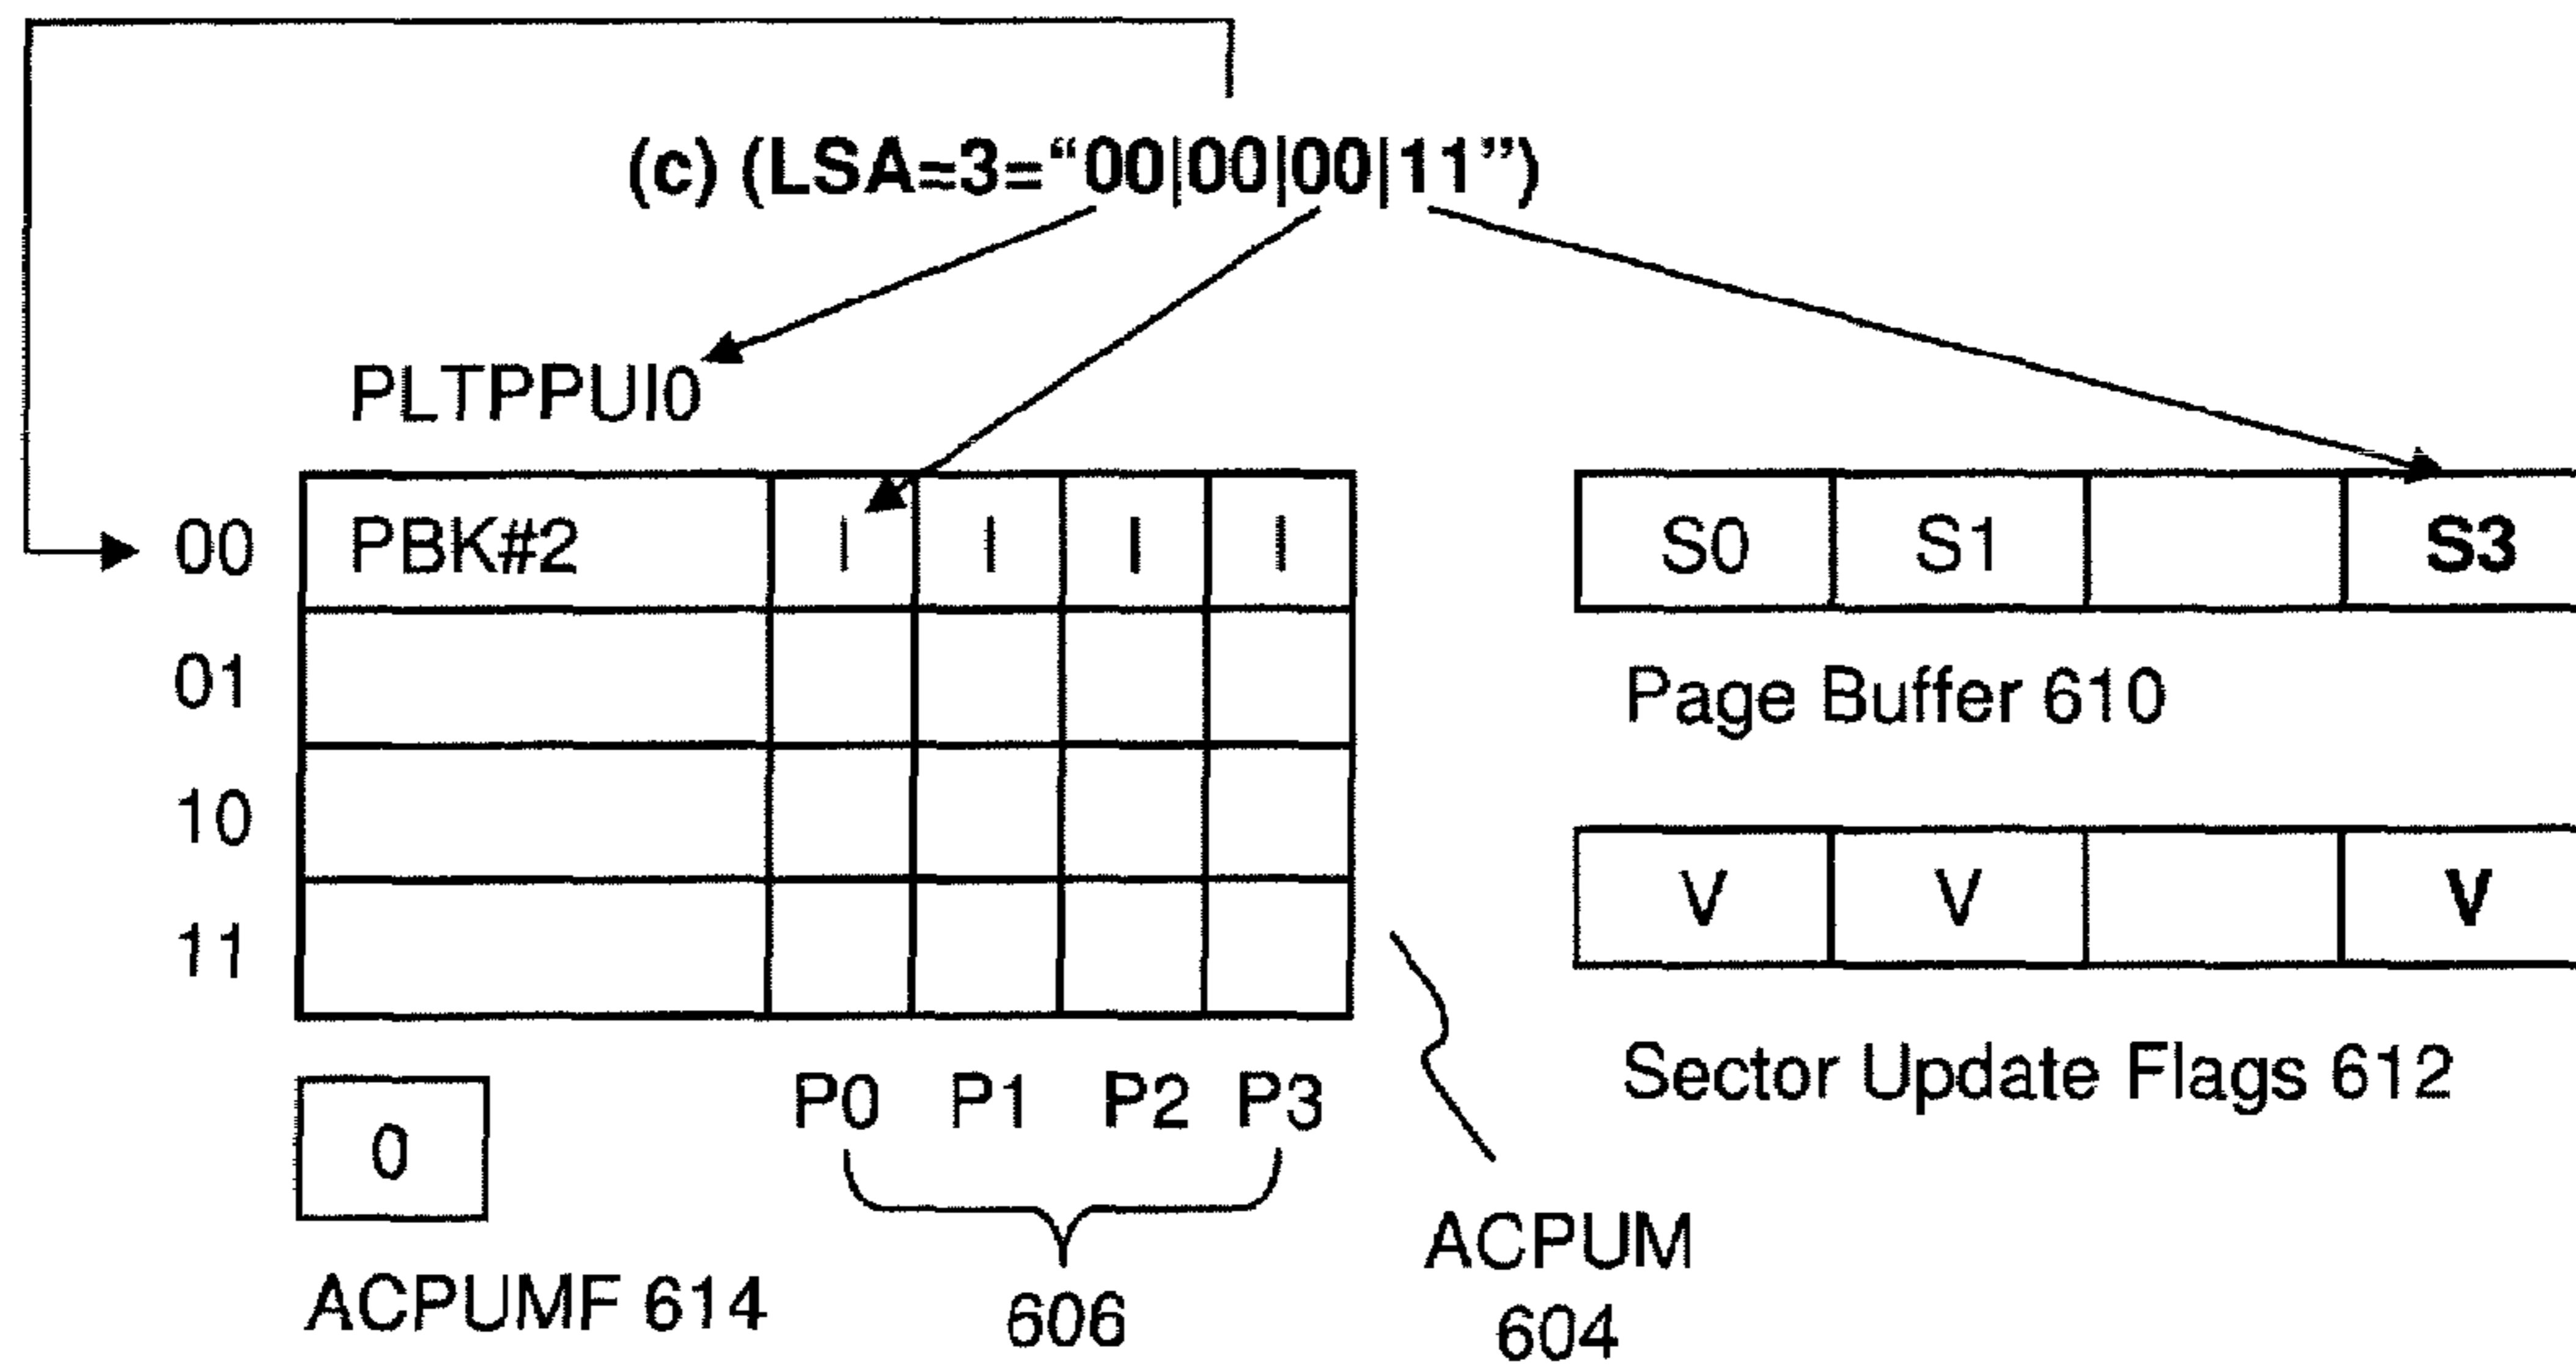 (c) (LSA=3=“00|00|00|11”)
PLTPPUI0
00 PBK#2 I I I I
01
10
11
P0 P1 P2 P3
0
ACPUMF 614
606
ACPUM
604
S0 S1 S3
Page Buffer 610
V V V
Sector Update Flags 612